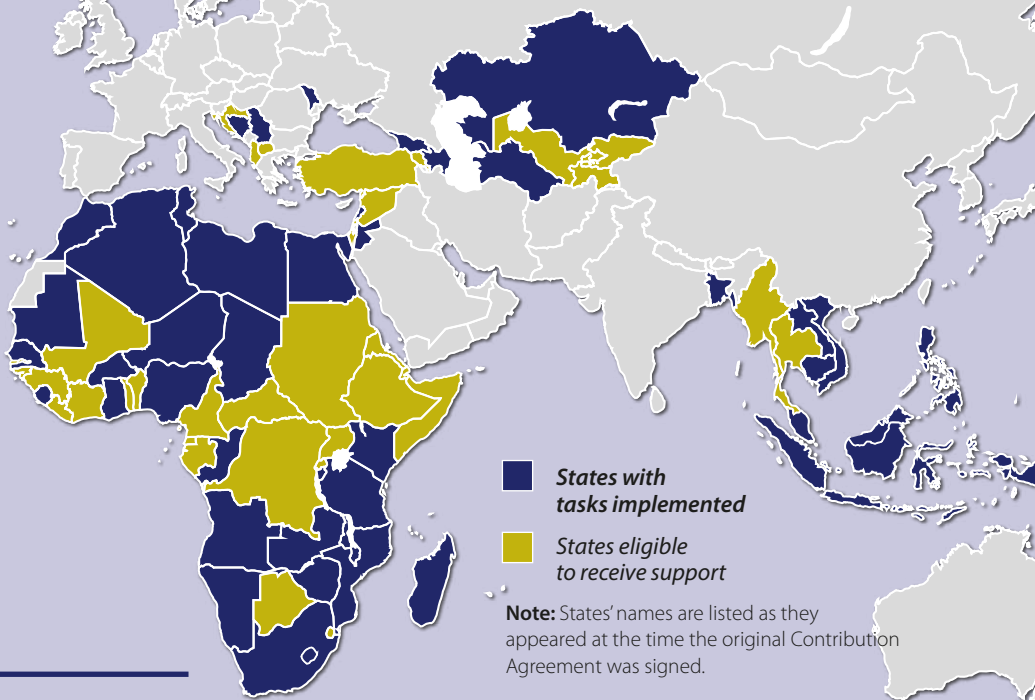 States with
tasks implemented
States eligible
to receive support
Note: States’ names are listed as they
appeared at the time the original Contribution
Agreement was signed.